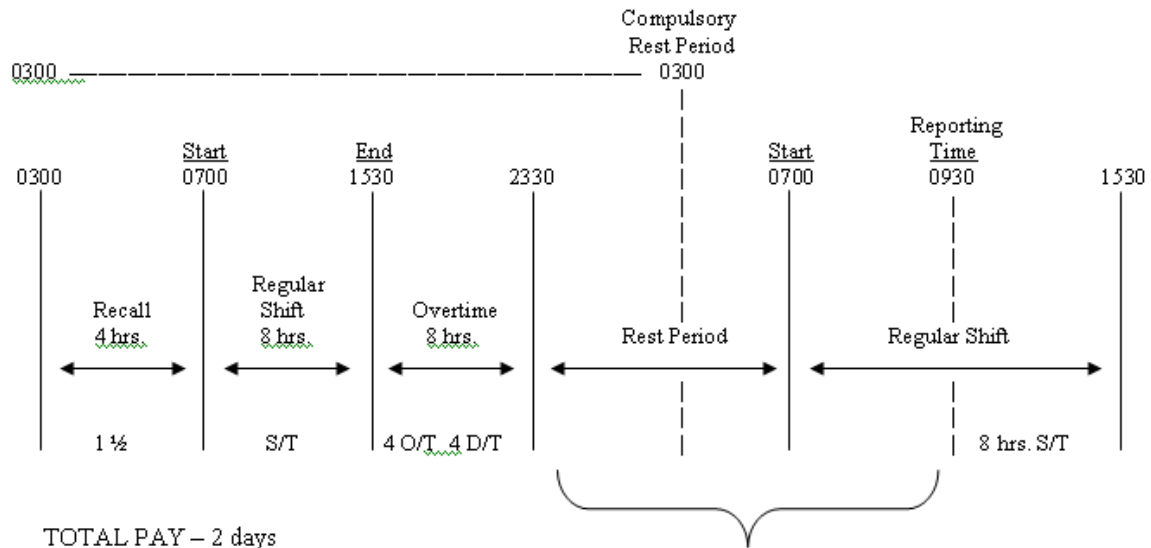 Compulsory
Rest Period
0300
0300
Reporting
Start
End
Start
Time
0300
0700
1530
2330
0700
0930
1530
Regular
Recall
Shift
Overtime
4 hrs.
8 hrs.
8 hrs.
Rest Period
Regular Shift
1 ½
S/T
4 O/T 4 D/T
8 hrs. S/T
TOTAL PAY – 2 days